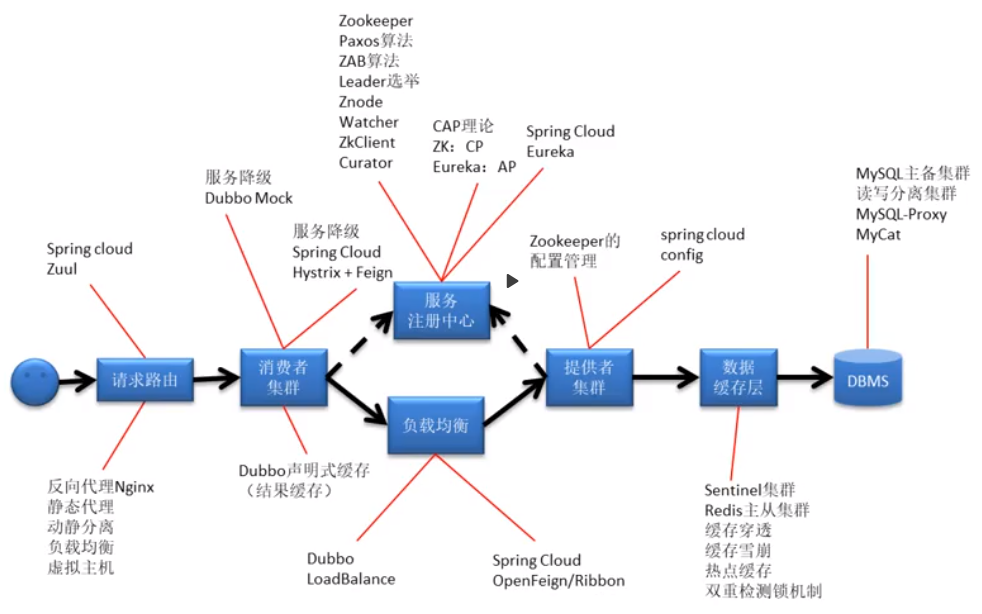 Zookeeper
Paxos算法
ZAB算法
Leader选举
Znode
Watcher
ZkClient
Curator
CAP理论
ZK：CP
Eureka：AP
Spring Cloud
Eureka
MySQL主备集群
读写分离集群
MySQL-Proxy
MyCat
服务降级
Dubbo Mock
服务降级
Spring Cloud
Hystrix + Feign
Spring cloud
Zuul
Zookeeper的
配置管理
spring cloud
config
服务
注册中心
请求路由
消费者
集群
负载均衡
提供者
集群
数据
缓存层
DBMS
反向代理Nginx
静态代理
动静分离
负载均衡
虚拟主机
Dubbo声明式缓存
（结果缓存）
Dubbo
LoadBalance
Spring Cloud
OpenFeign/Ribbon
Sentinel集群
Redis主从集群
缓存穿透
缓存雪崩
热点缓存
双重检测锁机制